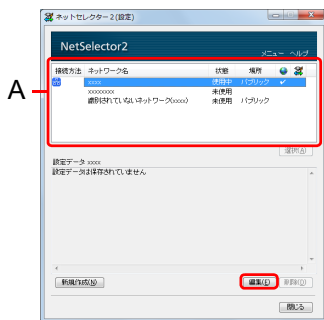 ネットセレクター2(設定)
NetSelector2
メニュー ヘルプ
接続方法 ネットワーク名 状態 場所
xxxx 使用中 パブリック
xxxxxxxx 未使用
識別されていないネットワーク(xxxx) 未使用 パブリック
A
選択(A)
設定データ xxxx
設定データは保存されていません
新規作成(N) 編集(E) 削除(D)
閉じる